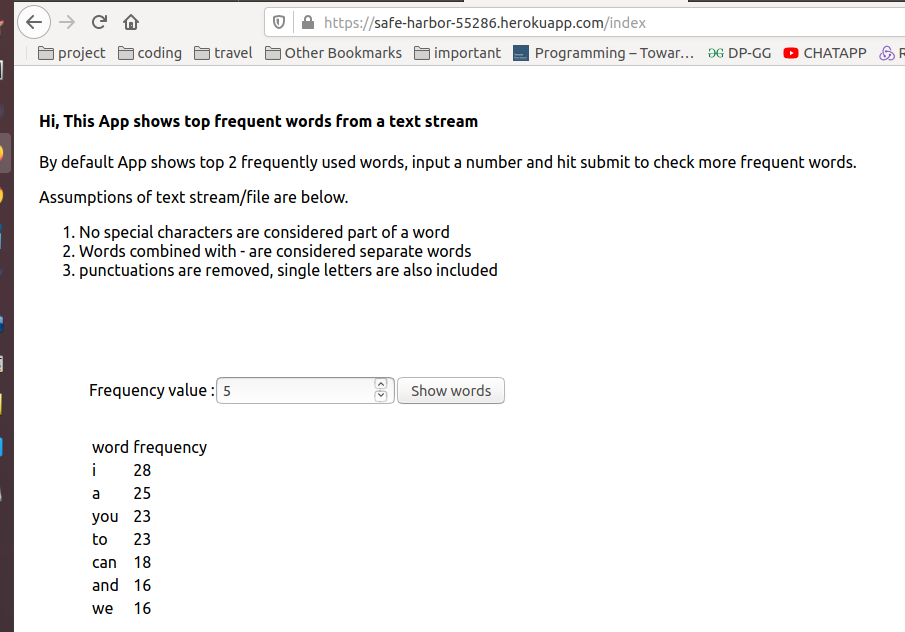 https://safe-harbor-55286.herokuapp.com/index
project coding travel Other Bookmarks important Programming – Towar... DP-GG CHATAPP
Hi, This App shows top frequent words from a text stream
By default App shows top 2 frequently used words, input a number and hit submit to check more frequent words.
Assumptions of text stream/file are below.
1. No special characters are considered part of a word
2. Words combined with - are considered separate words
3. punctuations are removed, single letters are also included
Frequency value : 5 Show words
word frequency
i 28
a 25
you 23
to 23
can 18
and 16
we 16